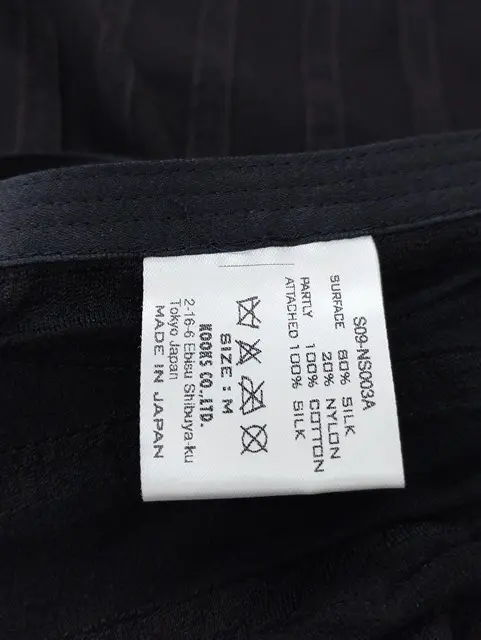 S09-NS003A
SURFACE 80% SILK
20% NYLON
PARTLY 100% COTTON
ATTACHED 100% SILK
SIZE : M
KOOKS CO.,LTD.
2-16-6 Ebisu Shibuya-ku
Tokyo Japan
MADE IN JAPAN